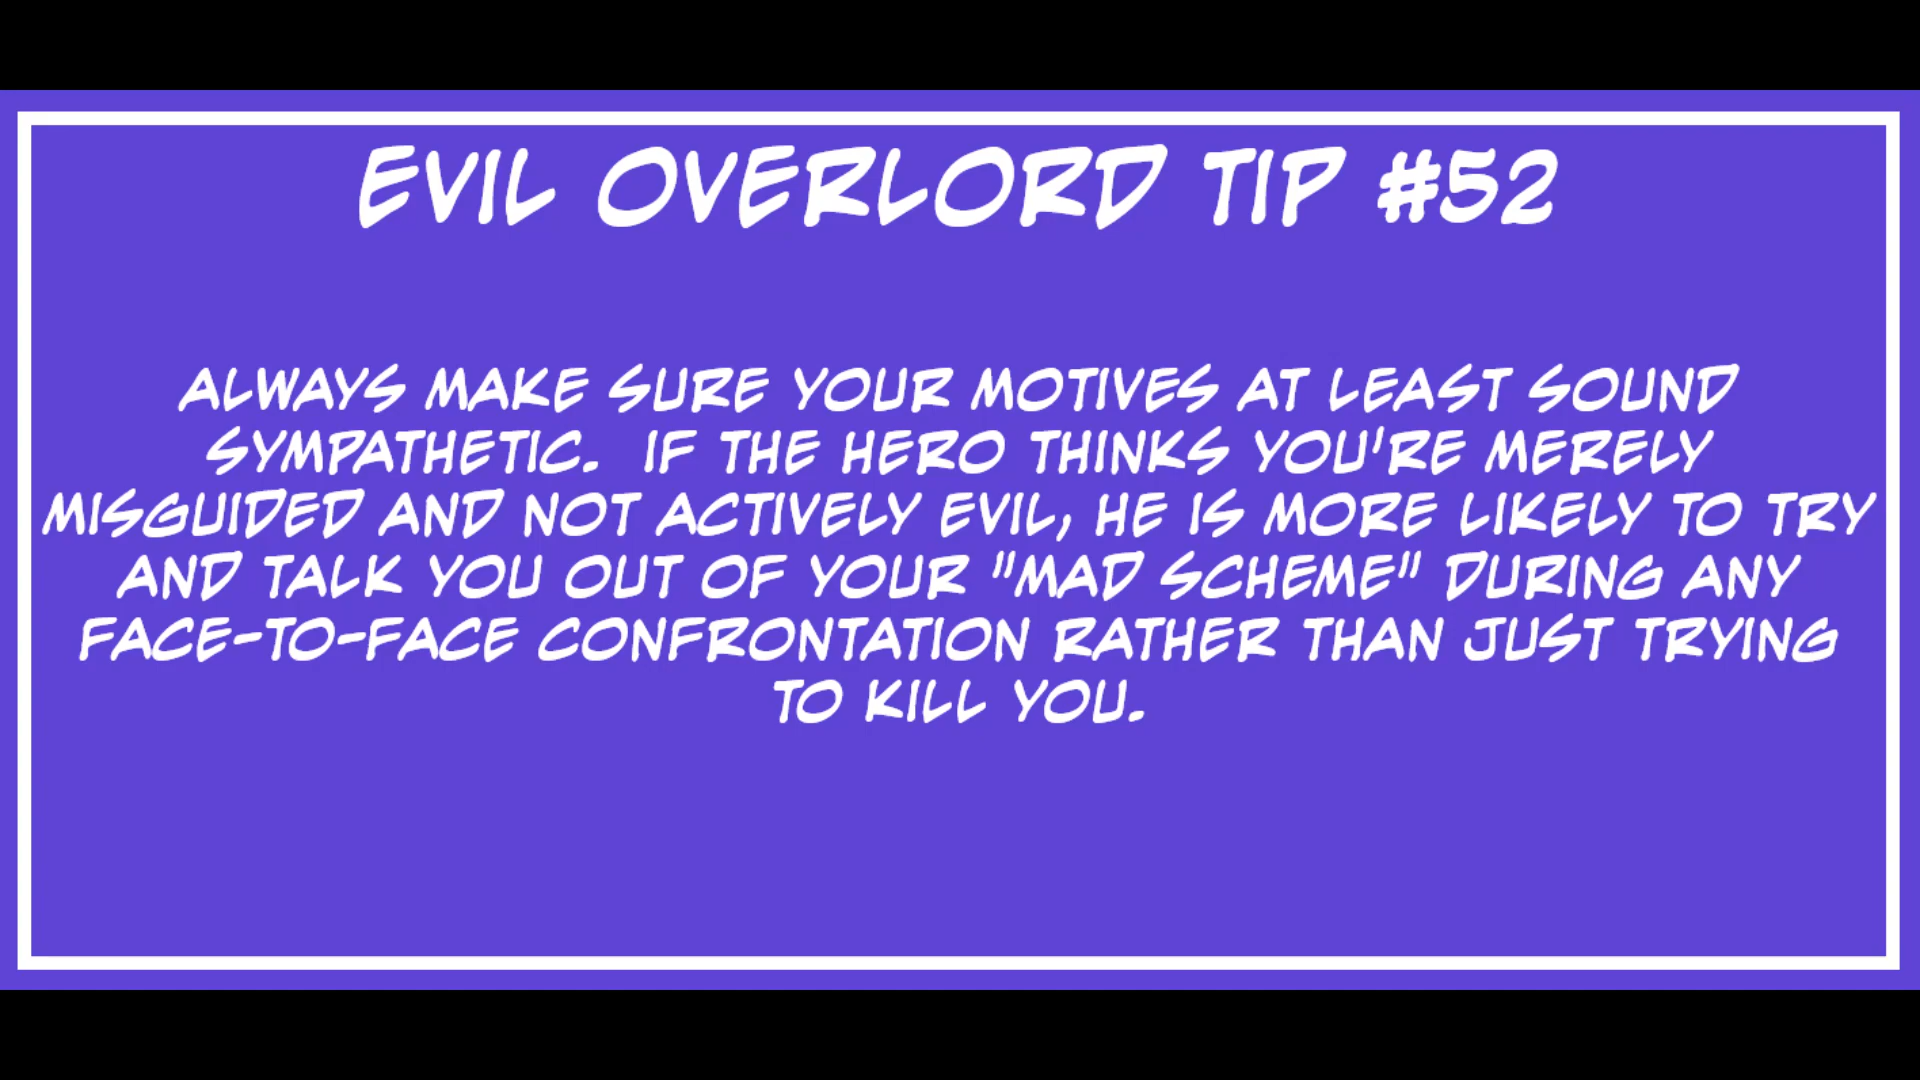 EVIL OVERLORD TIP #52
ALWAYS MAKE SURE YOUR MOTIVES AT LEAST SOUND
SYMPATHETIC.  IF THE HERO THINKS YOU'RE MERELY
MISGUIDED AND NOT ACTIVELY EVIL, HE IS MORE LIKELY TO TRY
AND TALK YOU OUT OF YOUR "MAD SCHEME" DURING ANY
FACE-TO-FACE CONFRONTATION RATHER THAN JUST TRYING
TO KILL YOU.